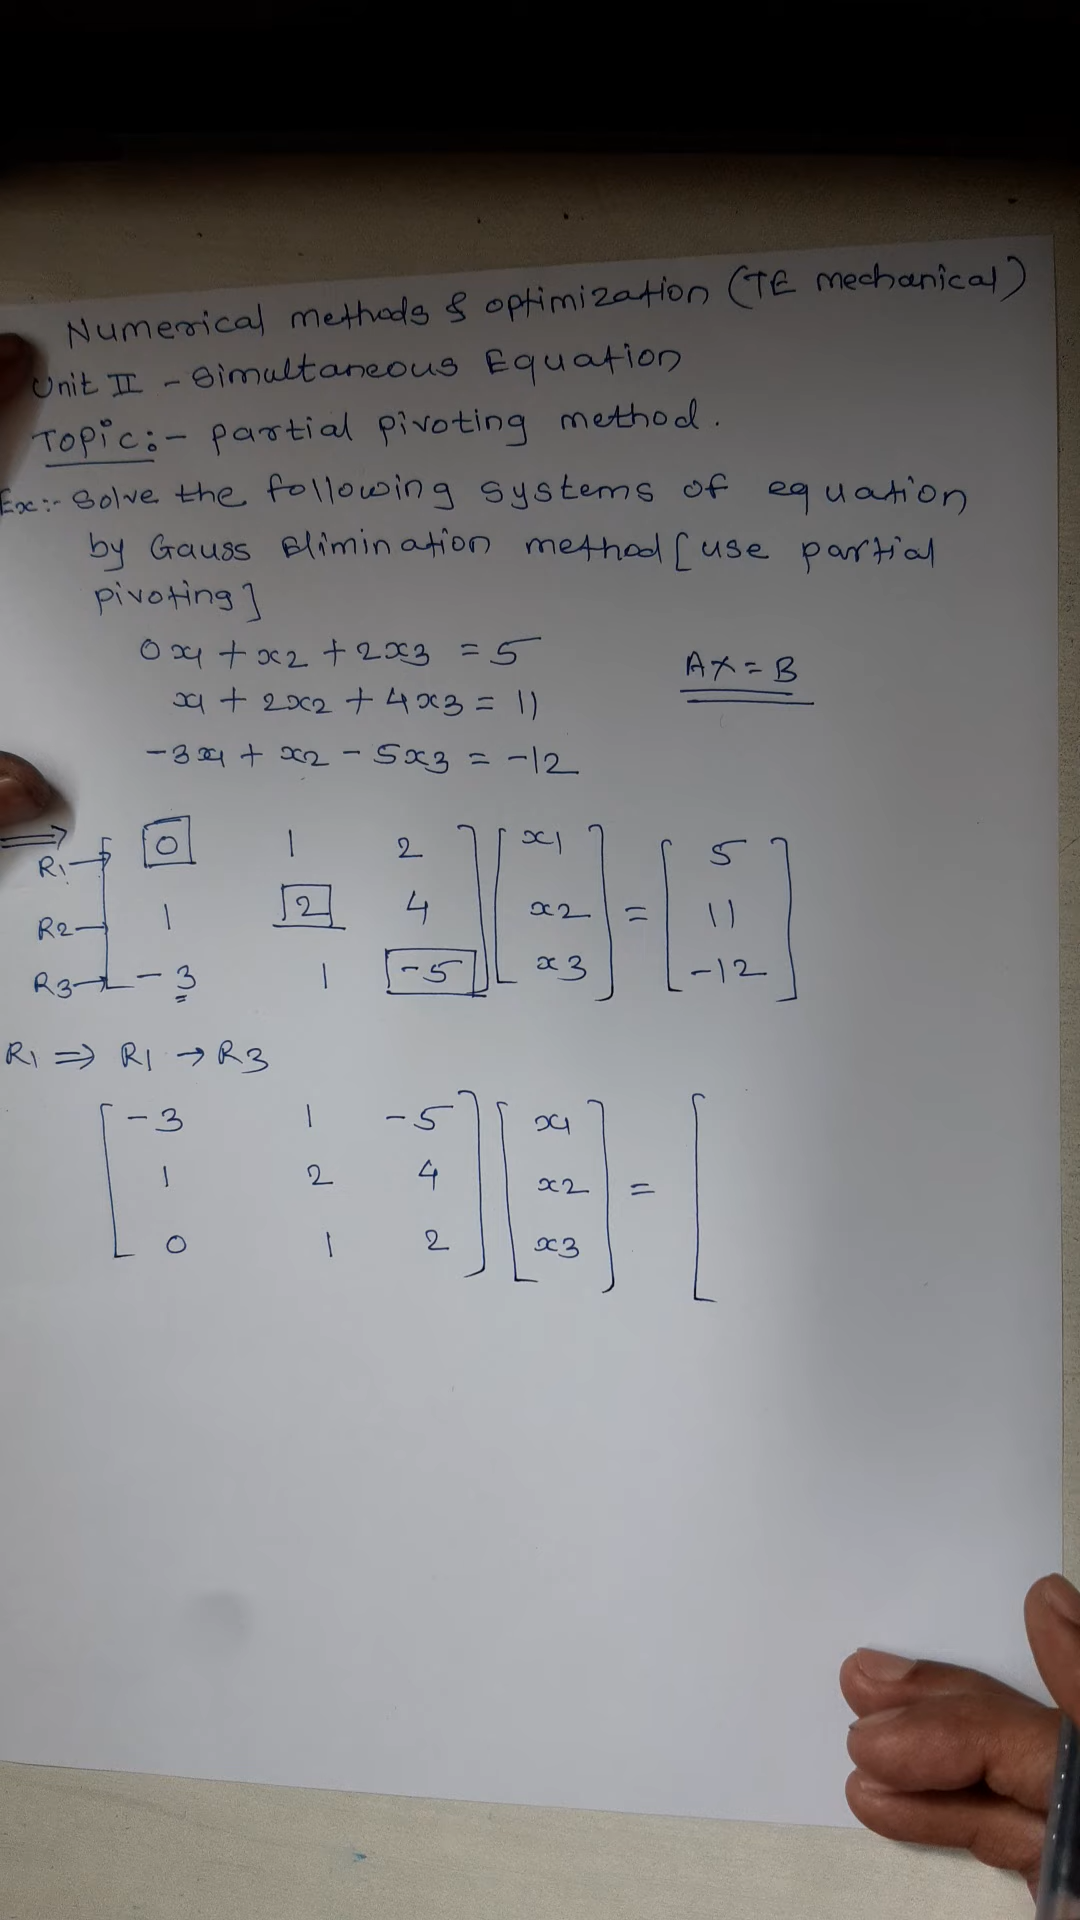 Numerical methods & optimization (TE mechanical)
Unit II - Simultaneous Equation
Topic:- partial pivoting method.
Ex:- Solve the following systems of equation
by Gauss Elimination method [use partial
pivoting]
0x1 + x2 + 2x3 = 5
x1 + 2x2 + 4x3 = 11
AX = B
-3x1 + x2 - 5x3 = -12
⇒
R1→ [ 0 1 2 ] [ x1 ] = [ 5 ]
R2→ [ 1 2 4 ] [ x2 ] = [ 11 ]
R3→ [ -3 1 -5 ] [ x3 ] = [ -12 ]
R1 ⇒ R1 → R3
[ -3 1 -5 ] [ x1 ] = [
[ 1 2 4 ] [ x2 ]
[ 0 1 2 ] [ x3 ]